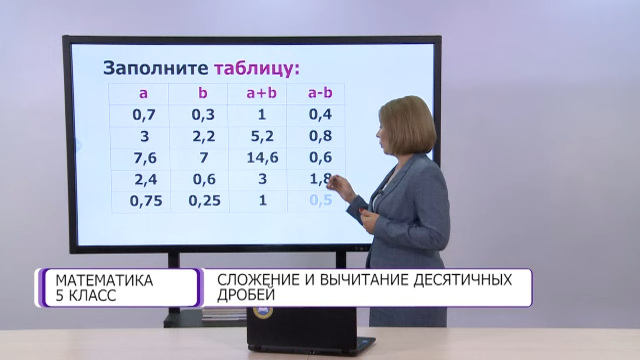 Заполните таблицу:
a b a+b a-b
0,7 0,3 1 0,4
3 2,2 5,2 0,8
7,6 7 14,6 0,6
2,4 0,6 3 1,8
0,75 0,25 1 0,5
МАТЕМАТИКА
5 КЛАСС
СЛОЖЕНИЕ И ВЫЧИТАНИЕ ДЕСЯТИЧНЫХ
ДРОБЕЙ